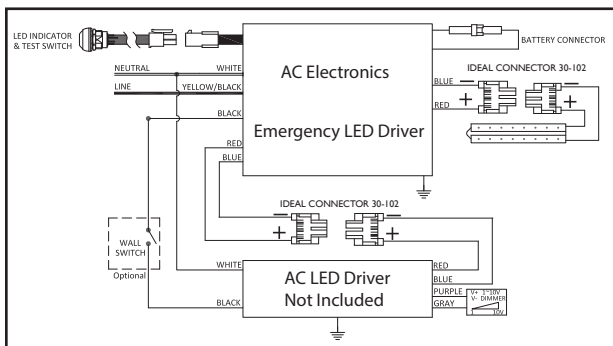 LED INDICATOR
& TEST SWITCH
BATTERY CONNECTOR
NEUTRAL
WHITE
AC Electronics
IDEAL CONNECTOR 30-102
LINE
YELLOW/BLACK
BLUE
−
−
RED
+
+
BLACK
Emergency LED Driver
RED
BLUE
IDEAL CONNECTOR 30-102
−
−
+
+
WALL
SWITCH
Optional
WHITE
AC LED Driver
Not Included
RED
BLUE
PURPLE
GRAY
BLACK
V+ 1~10V
V- DIMMER
1 10V